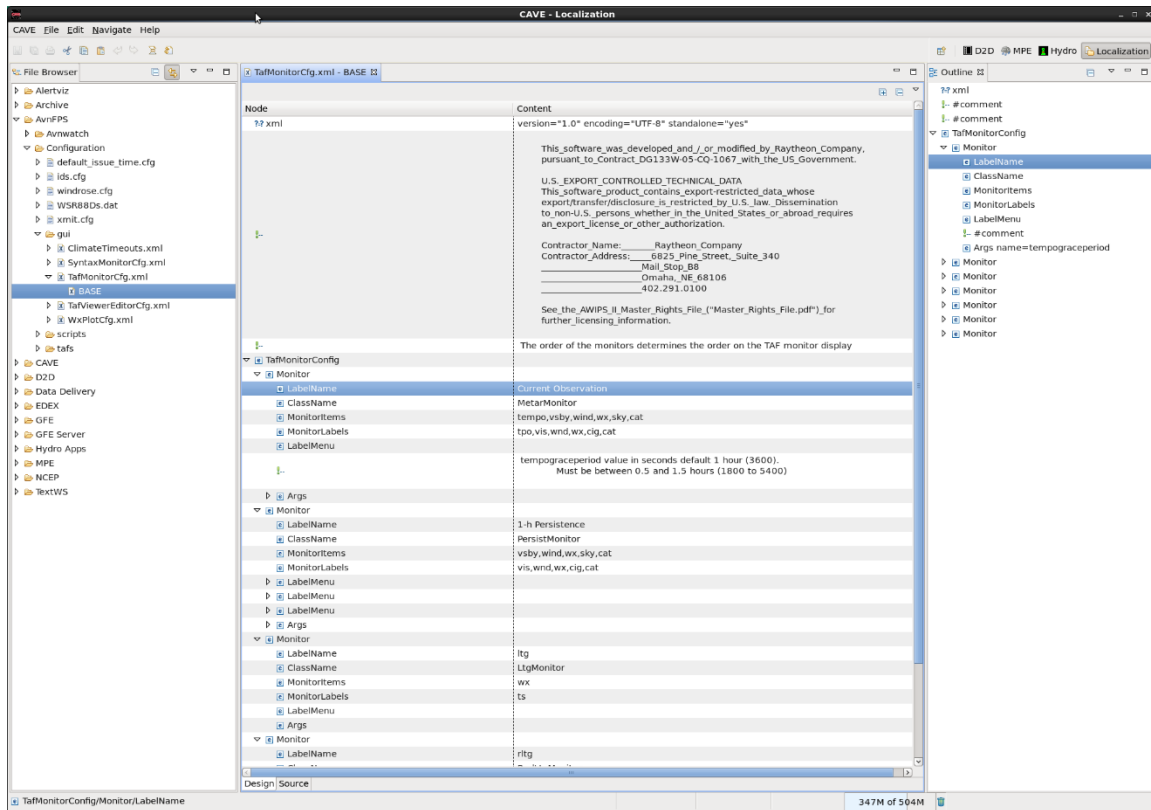 CAVE - Localization
CAVE File Edit Navigate Help
D2D MPE Hydro Localization
File Browser
Alertviz
Archive
AvnFPS
Avnwatch
Configuration
default_issue_time.cfg
ids.cfg
windrose.cfg
WSR88Ds.dat
xmit.cfg
gui
ClimateTimeouts.xml
SyntaxMonitorCfg.xml
TafMonitorCfg.xml
BASE
TafViewerEditorCfg.xml
WxPlotCfg.xml
scripts
tafs
CAVE
D2D
Data Delivery
EDEX
GFE
GFE Server
Hydro Apps
MPE
NCEP
TextWS
TafMonitorCfg.xml - BASE
Node Content
?-? xml version="1.0" encoding="UTF-8" standalone="yes"
This_software_was_developed_and_/_or_modified_by_Raytheon_Company,
pursuant_to_Contract_DG133W-05-CQ-1067_with_the_US_Government.
U.S._EXPORT_CONTROLLED_TECHNICAL_DATA
This_software_product_contains_export-restricted_data_whose
export/transfer/disclosure_is_restricted_by_U.S._law._Dissemination
to_non-U.S._persons_whether_in_the_United_States_or_abroad_requires
an_export_license_or_other_authorization.
Contractor_Name:_______Raytheon_Company
Contractor_Address:____6825_Pine_Street,_Suite_340
_______________________Mail_Stop_B8
_______________________Omaha,_NE_68106
_______________________402.291.0100
See_the_AWIPS_II_Master_Rights_File_("Master_Rights_File.pdf")_for
further_licensing_information.
The order of the monitors determines the order on the TAF monitor display
TafMonitorConfig
Monitor
LabelName Current Observation
ClassName MetarMonitor
MonitorItems tempo,vsby,wind,wx,sky,cat
MonitorLabels tpo,vis,wnd,wx,cig,cat
LabelMenu
tempograceperiod value in seconds default 1 hour (3600).
Must be between 0.5 and 1.5 hours (1800 to 5400)
Args
Monitor
LabelName 1-h Persistence
ClassName PersistMonitor
MonitorItems vsby,wind,wx,sky,cat
MonitorLabels vis,wnd,wx,cig,cat
LabelMenu
LabelMenu
LabelMenu
Args
Monitor
LabelName ltg
ClassName LtgMonitor
MonitorItems wx
MonitorLabels ts
LabelMenu
Args
Monitor
LabelName rltg
Design Source
Outline
?-? xml
#comment
#comment
TafMonitorConfig
Monitor
LabelName
ClassName
MonitorItems
MonitorLabels
LabelMenu
#comment
Args name=tempograceperiod
Monitor
Monitor
Monitor
Monitor
Monitor
Monitor
TafMonitorConfig/Monitor/LabelName
347M of 504M